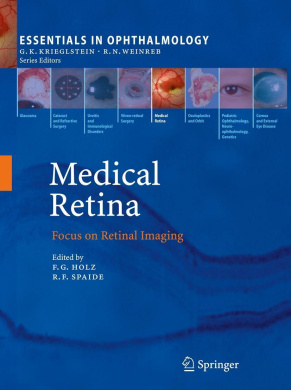 ESSENTIALS IN OPHTHALMOLOGY
G. K. KRIEGLSTEIN · R. N. WEINREB
Series Editors
Glaucoma
Cataract and Refractive Surgery
Uveitis and Immunological Disorders
Vitreo-retinal Surgery
Medical Retina
Oculoplastics and Orbit
Pediatric Ophthalmology, Neuro-ophthalmology, Genetics
Cornea and External Eye Disease
Medical
Retina
Focus on Retinal Imaging
Edited by
F. G. HOLZ
R. F. SPAIDE
Springer